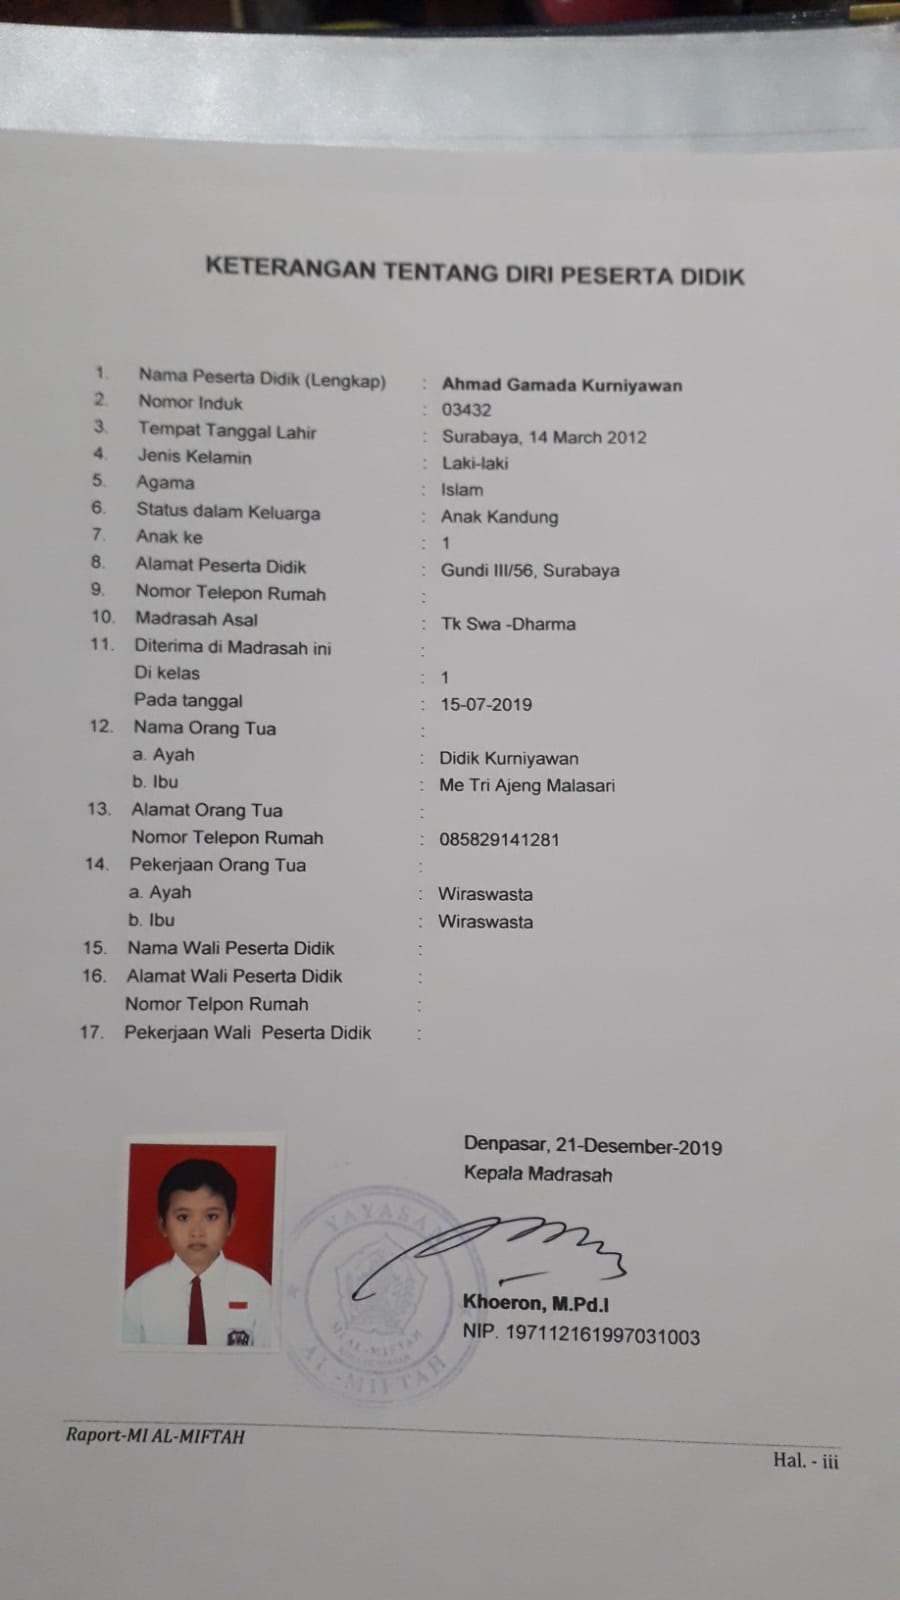 KETERANGAN TENTANG DIRI PESERTA DIDIK
1. Nama Peserta Didik (Lengkap) : Ahmad Gamada Kurniyawan
2. Nomor Induk : 03432
3. Tempat Tanggal Lahir : Surabaya, 14 March 2012
4. Jenis Kelamin : Laki-laki
5. Agama : Islam
6. Status dalam Keluarga : Anak Kandung
7. Anak ke : 1
8. Alamat Peserta Didik : Gundi III/56, Surabaya
9. Nomor Telepon Rumah :
10. Madrasah Asal : Tk Swa -Dharma
11. Diterima di Madrasah ini :
Di kelas : 1
Pada tanggal : 15-07-2019
12. Nama Orang Tua :
a. Ayah : Didik Kurniyawan
b. Ibu : Me Tri Ajeng Malasari
13. Alamat Orang Tua :
Nomor Telepon Rumah : 085829141281
14. Pekerjaan Orang Tua :
a. Ayah : Wiraswasta
b. Ibu : Wiraswasta
15. Nama Wali Peserta Didik :
16. Alamat Wali Peserta Didik :
Nomor Telpon Rumah :
17. Pekerjaan Wali Peserta Didik :
Denpasar, 21-Desember-2019
Kepala Madrasah
YAYASAN
MI AL-MIFTAH
AL-MIFTAH
Khoeron, M.Pd.I
NIP. 197112161997031003
Raport-MI AL-MIFTAH
Hal. - iii